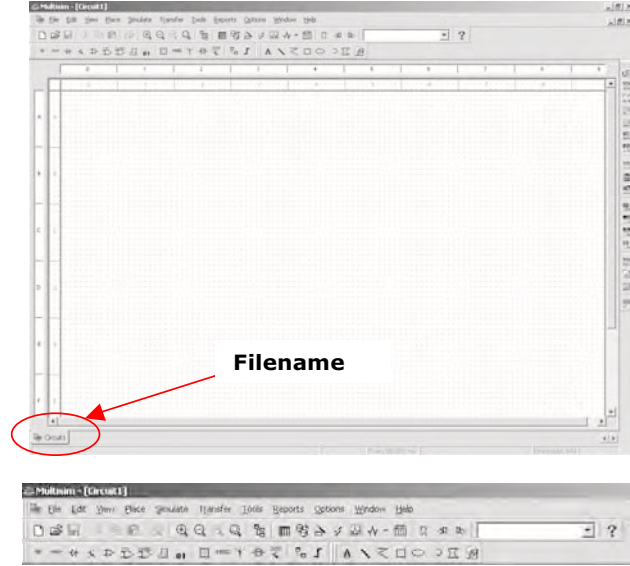 Multisim - [Circuit1]
File Edit View Place Simulate Transfer Tools Reports Options Window Help
Filename
Circuit1
Multisim - [Circuit1]
File Edit View Place Simulate Transfer Tools Reports Options Window Help